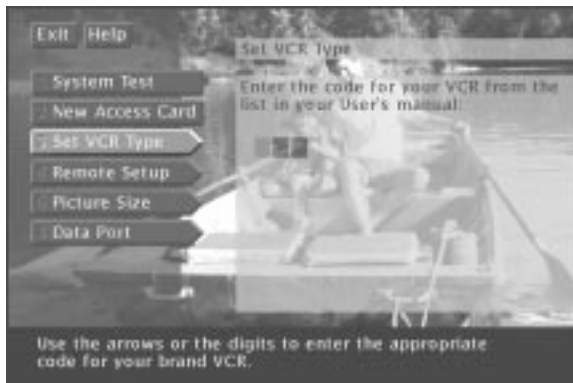 Exit Help
Set VCR Type
Enter the code for your VCR from the
list in your User's manual:
System Test
New Access Card
Set VCR Type
Remote Setup
Picture Size
Data Port
Use the arrows or the digits to enter the appropriate
code for your brand VCR.